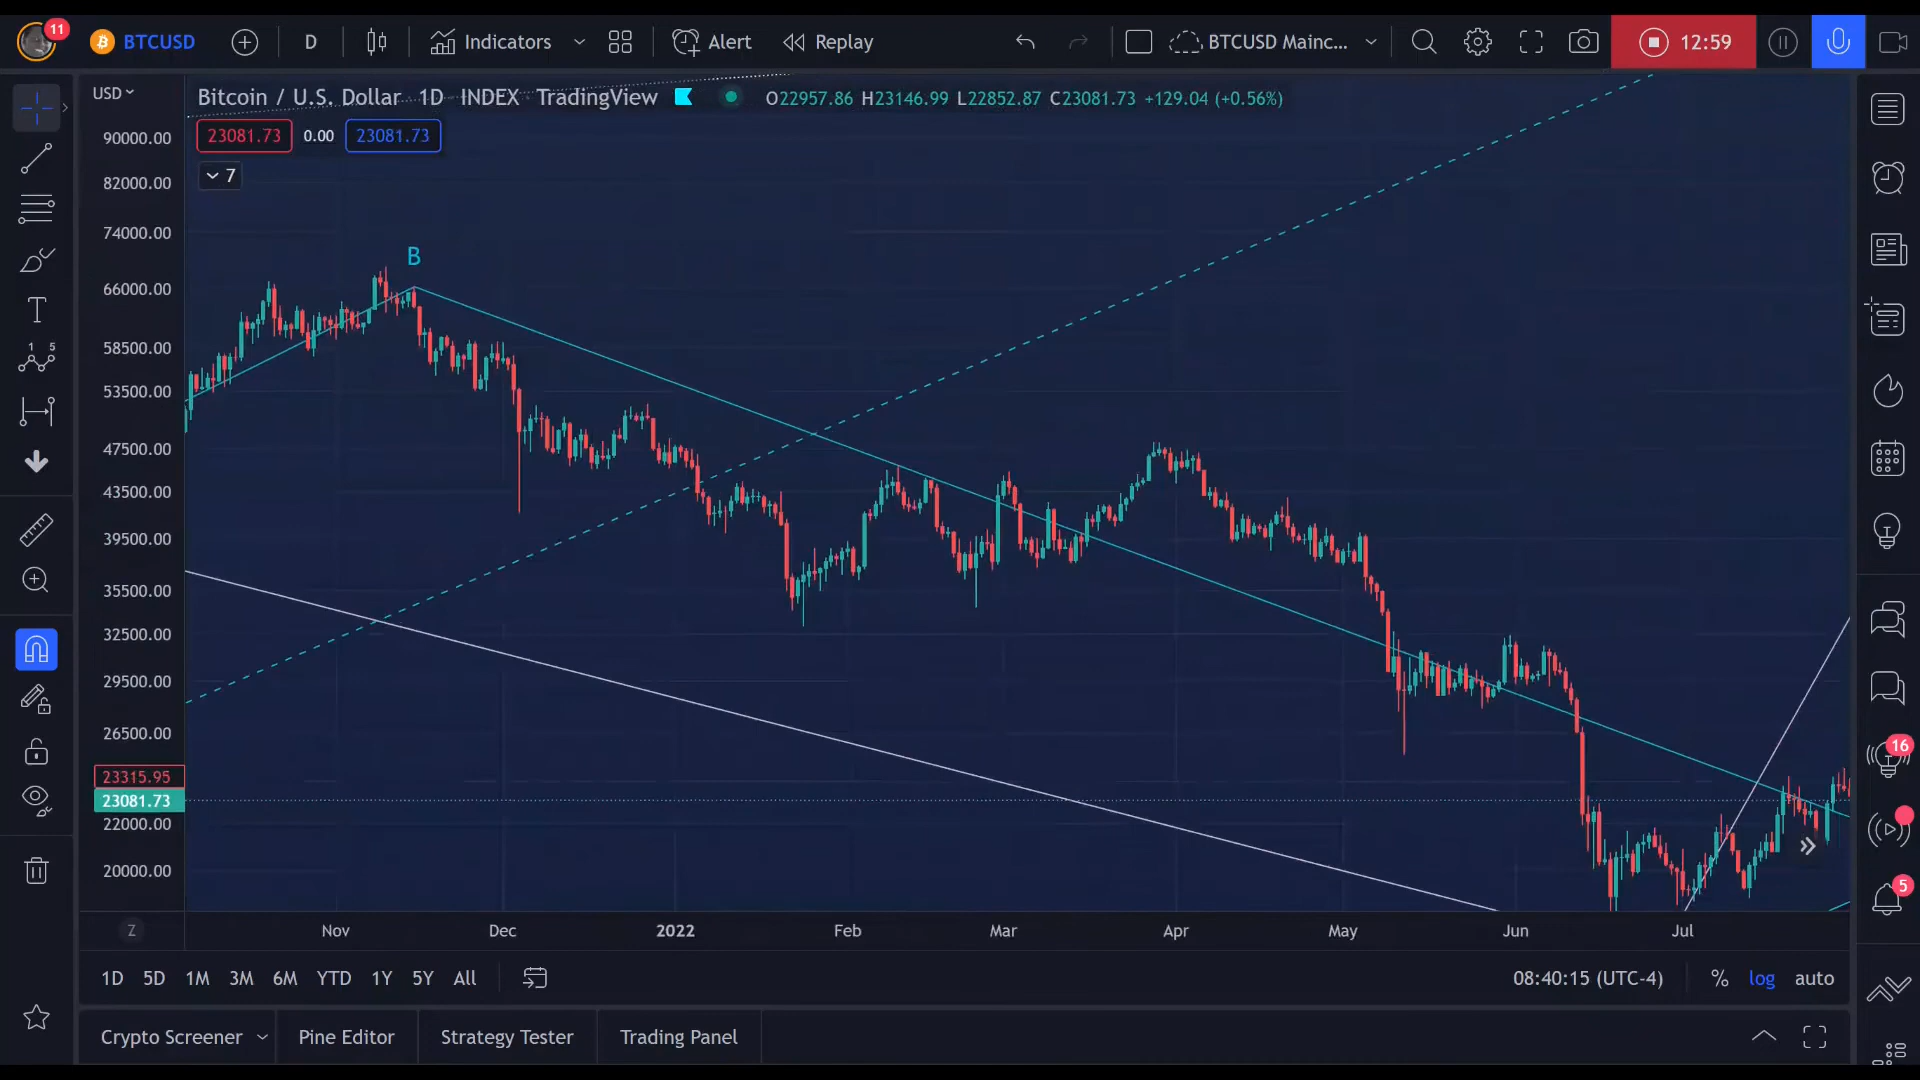 11
BTCUSD
D
Indicators
Alert
Replay
BTCUSD Mainc...
12:59
USD
Bitcoin / U.S. Dollar 1D INDEX TradingView
O22957.86 H23146.99 L22852.87 C23081.73 +129.04 (+0.56%)
23081.73 0.00 23081.73
7
90000.00
82000.00
74000.00
66000.00
58500.00
53500.00
47500.00
43500.00
39500.00
35500.00
32500.00
29500.00
26500.00
23315.95
23081.73
22000.00
20000.00
B
1 5
16
5
Z
Nov Dec 2022 Feb Mar Apr May Jun Jul
1D 5D 1M 3M 6M YTD 1Y 5Y All
08:40:15 (UTC-4) % log auto
Crypto Screener Pine Editor Strategy Tester Trading Panel